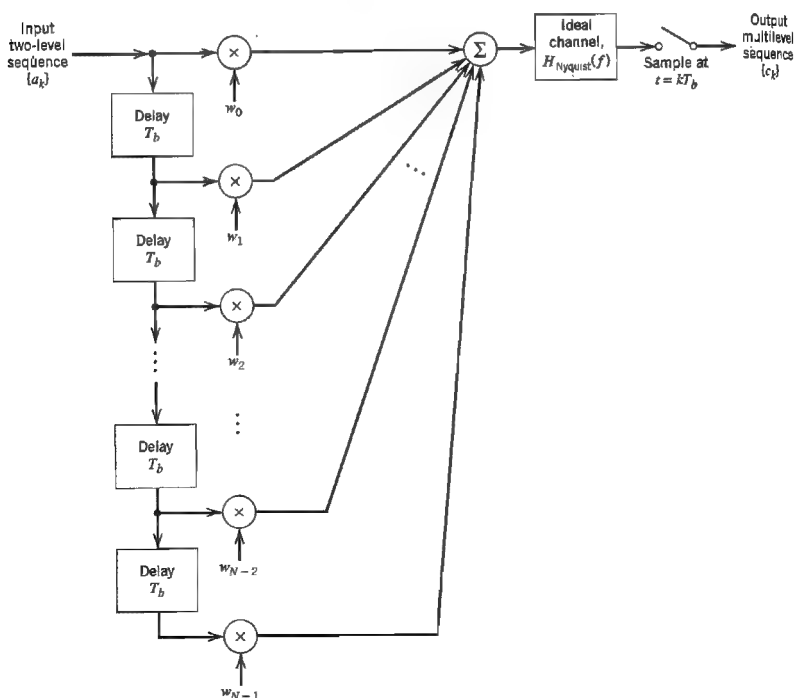 Input
two-level
sequence
{a_k}
w_0
Delay
T_b
w_1
Delay
T_b
w_2
Delay
T_b
w_{N-2}
Delay
T_b
w_{N-1}
Σ
Ideal
channel,
H_Nyquist(f)
Sample at
t = kT_b
Output
multilevel
sequence
{c_k}